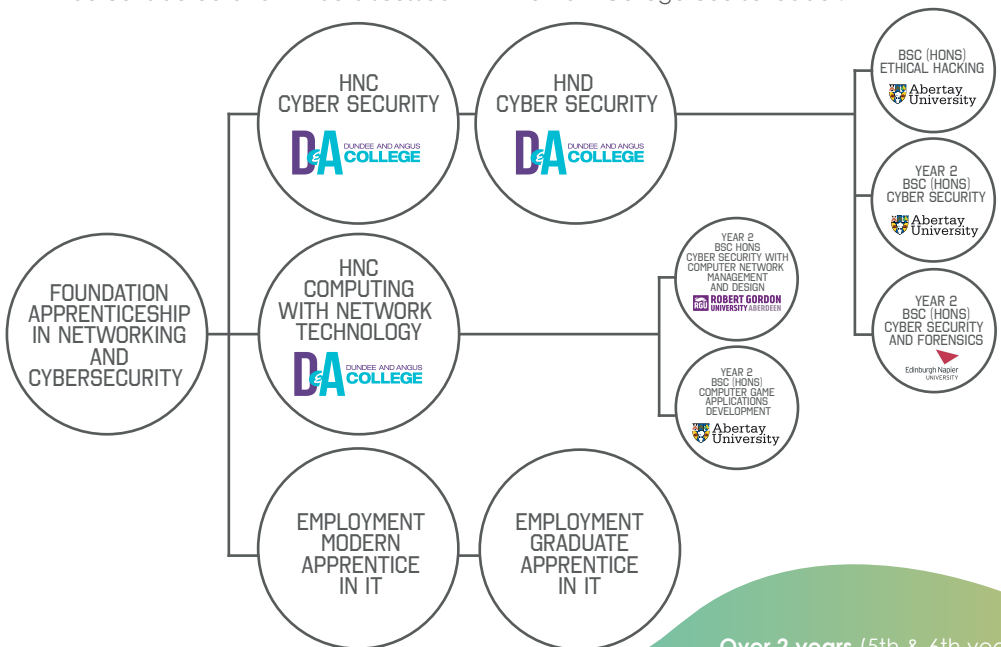 HNC
CYBER SECURITY
D&A DUNDEE AND ANGUS
COLLEGE
HND
CYBER SECURITY
D&A DUNDEE AND ANGUS
COLLEGE
BSC (HONS)
ETHICAL HACKING
Abertay
University
YEAR 2
BSC (HONS)
CYBER SECURITY
Abertay
University
YEAR 2
BSC (HONS)
CYBER SECURITY
AND FORENSICS
Edinburgh Napier
UNIVERSITY
FOUNDATION
APPRENTICESHIP
IN NETWORKING
AND
CYBERSECURITY
HNC
COMPUTING
WITH NETWORK
TECHNOLOGY
D&A DUNDEE AND ANGUS
COLLEGE
YEAR 2
BSC HONS
CYBER SECURITY WITH
COMPUTER NETWORK
MANAGEMENT
AND DESIGN
RGU ROBERT GORDON
UNIVERSITY ABERDEEN
YEAR 2
BSC (HONS)
COMPUTER GAME
APPLICATIONS
DEVELOPMENT
Abertay
University
EMPLOYMENT
MODERN
APPRENTICE
IN IT
EMPLOYMENT
GRADUATE
APPRENTICE
IN IT
Over 2 years (5th & 6th yea